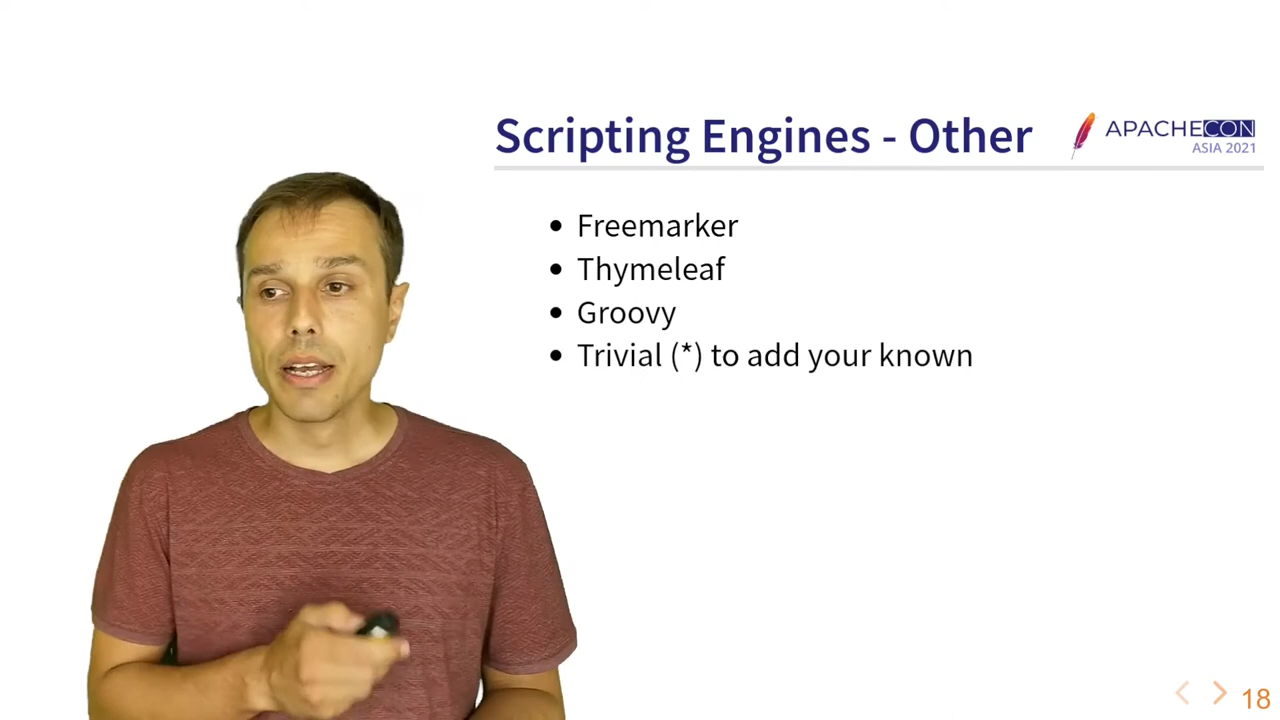 Scripting Engines - Other
APACHECON
ASIA 2021
• Freemarker
• Thymeleaf
• Groovy
• Trivial (*) to add your known
18